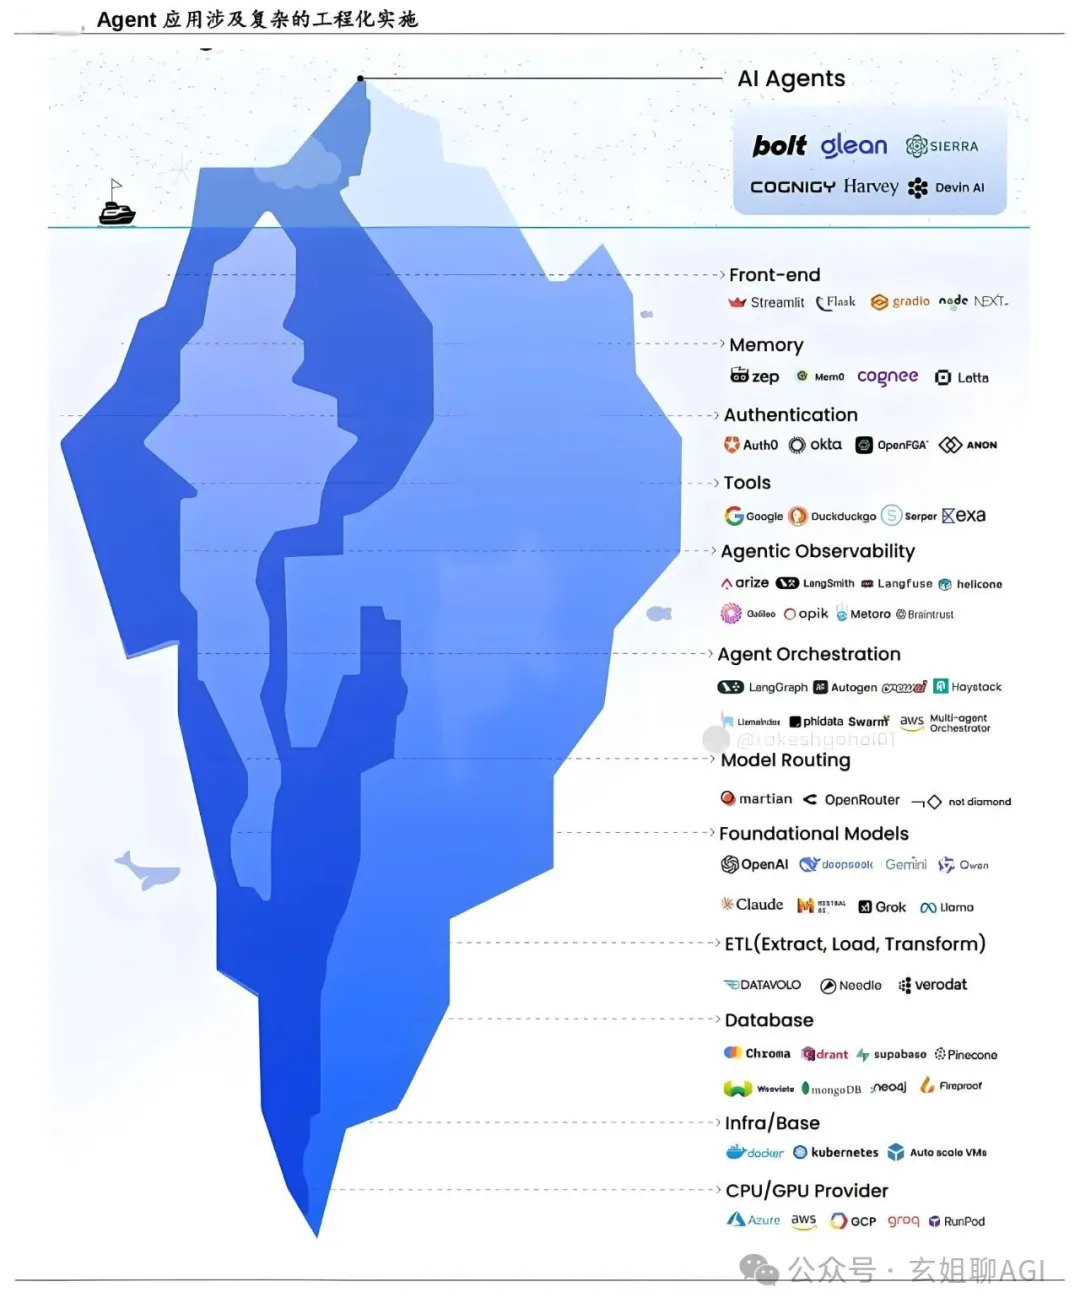 Agent 应用涉及复杂的工程化实施
AI Agents
bolt glean SIERRA
COGNIGY Harvey Devin AI
Front-end
Streamlit Flask gradio node NEXT
Memory
zep Mem0 cognee Letta
Authentication
Auth0 okta OpenFGA ANON
Tools
Google Duckduckgo Serper exa
Agentic Observability
arize LangSmith Langfuse helicone
Galileo opik Metoro Braintrust
Agent Orchestration
LangGraph Autogen crewai Haystack
LlamaIndex phidata Swarm aws Multi-agent
Orchestrator
@rakeshgohel01
Model Routing
martian OpenRouter not diamond
Foundational Models
OpenAI deepseek Gemini Qwen
Claude MISTRAL AI_ Grok Llama
ETL(Extract, Load, Transform)
DATAVOLO Needle verodat
Database
Chroma drant supabase Pinecone
Weaviate mongoDB :neo4j Fireproof
Infra/Base
docker kubernetes Auto scale VMs
CPU/GPU Provider
Azure aws GCP groq RunPod
公众号 · 玄姐聊AGI